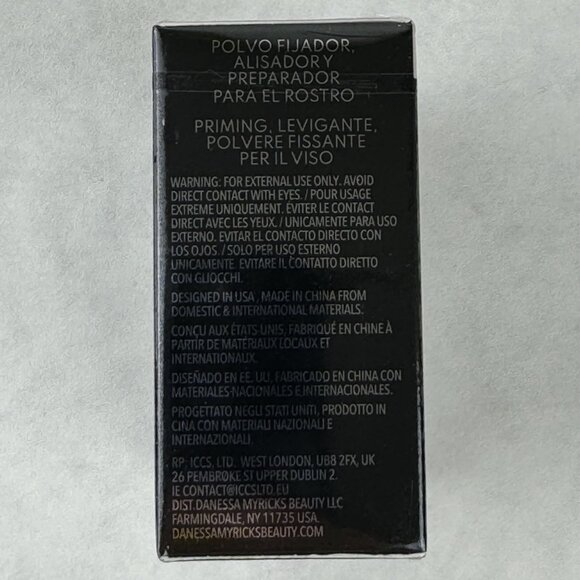 POLVO FIJADOR,
ALISADOR Y
PREPARADOR
PARA EL ROSTRO
PRIMING, LEVIGANTE,
POLVERE FISSANTE
PER IL VISO
WARNING: FOR EXTERNAL USE ONLY. AVOID
DIRECT CONTACT WITH EYES. / POUR USAGE
EXTREME UNIQUEMENT. EVITER LE CONTACT
DIRECT AVEC LES YEUX. / UNICAMENTE PARA USO
EXTERNO. EVITAR EL CONTACTO DIRECTO CON
LOS OJOS. / SOLO PER USO ESTERNO
UNICAMENTE EVITARE IL CONTATTO DIRETTO
CON GLIOCCHI.
DESIGNED IN USA, MADE IN CHINA FROM
DOMESTIC & INTERNATIONAL MATERIALS.
CONÇU AUX ÉTATS-UNIS, FABRIQUÉ EN CHINE À
PARTIR DE MATÉRIAUX LOCAUX ET
INTERNATIONAUX.
DISEÑADO EN EE. UU. FABRICADO EN CHINA CON
MATERIALES NACIONALES E INTERNACIONALES.
PROGETTATO NEGLI STATI UNITI, PRODOTTO IN
CINA CON MATERIALI NAZIONALI E
INTERNAZIONALI.
RP: ICCS, LTD, WEST LONDON, UB8 2FX, UK
26 PEMBROKE ST UPPER DUBLIN 2.
IE CONTACT@ICCSLTD.EU
DIST.DANESSA MYRICKS BEAUTY LLC
FARMINGDALE, NY 11735 USA.
DANESSAMYRICKSBEAUTY.COM